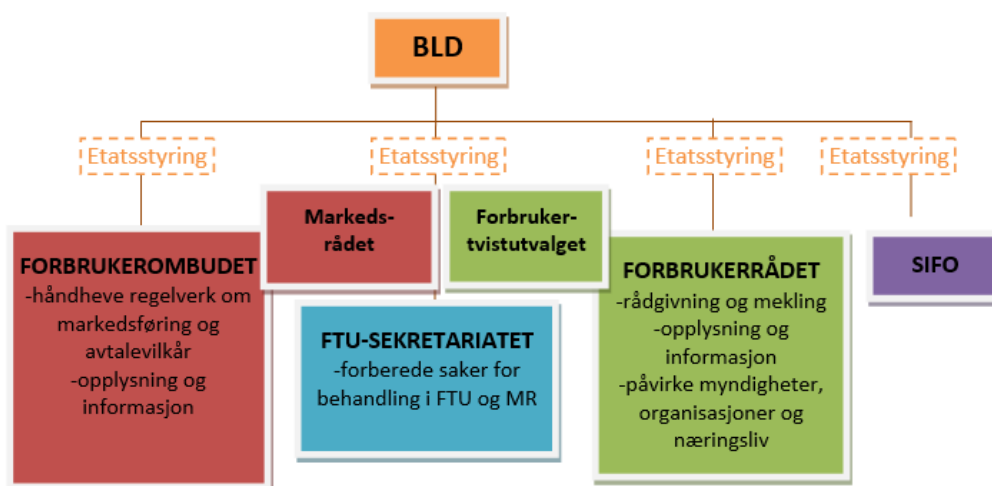 BLD
Etatsstyring
Etatsstyring
Etatsstyring
Etatsstyring
Markeds-
rådet
Forbruker-
tvistutvalget
FORBRUKEROMBUDET
-håndheve regelverk om
markedsføring og
avtalevilkår
-opplysning og
informasjon
FTU-SEKRETARIATET
-forberede saker for
behandling i FTU og MR
FORBRUKERRÅDET
-rådgivning og mekling
-opplysning og
informasjon
-påvirke myndigheter,
organisasjoner og
næringsliv
SIFO